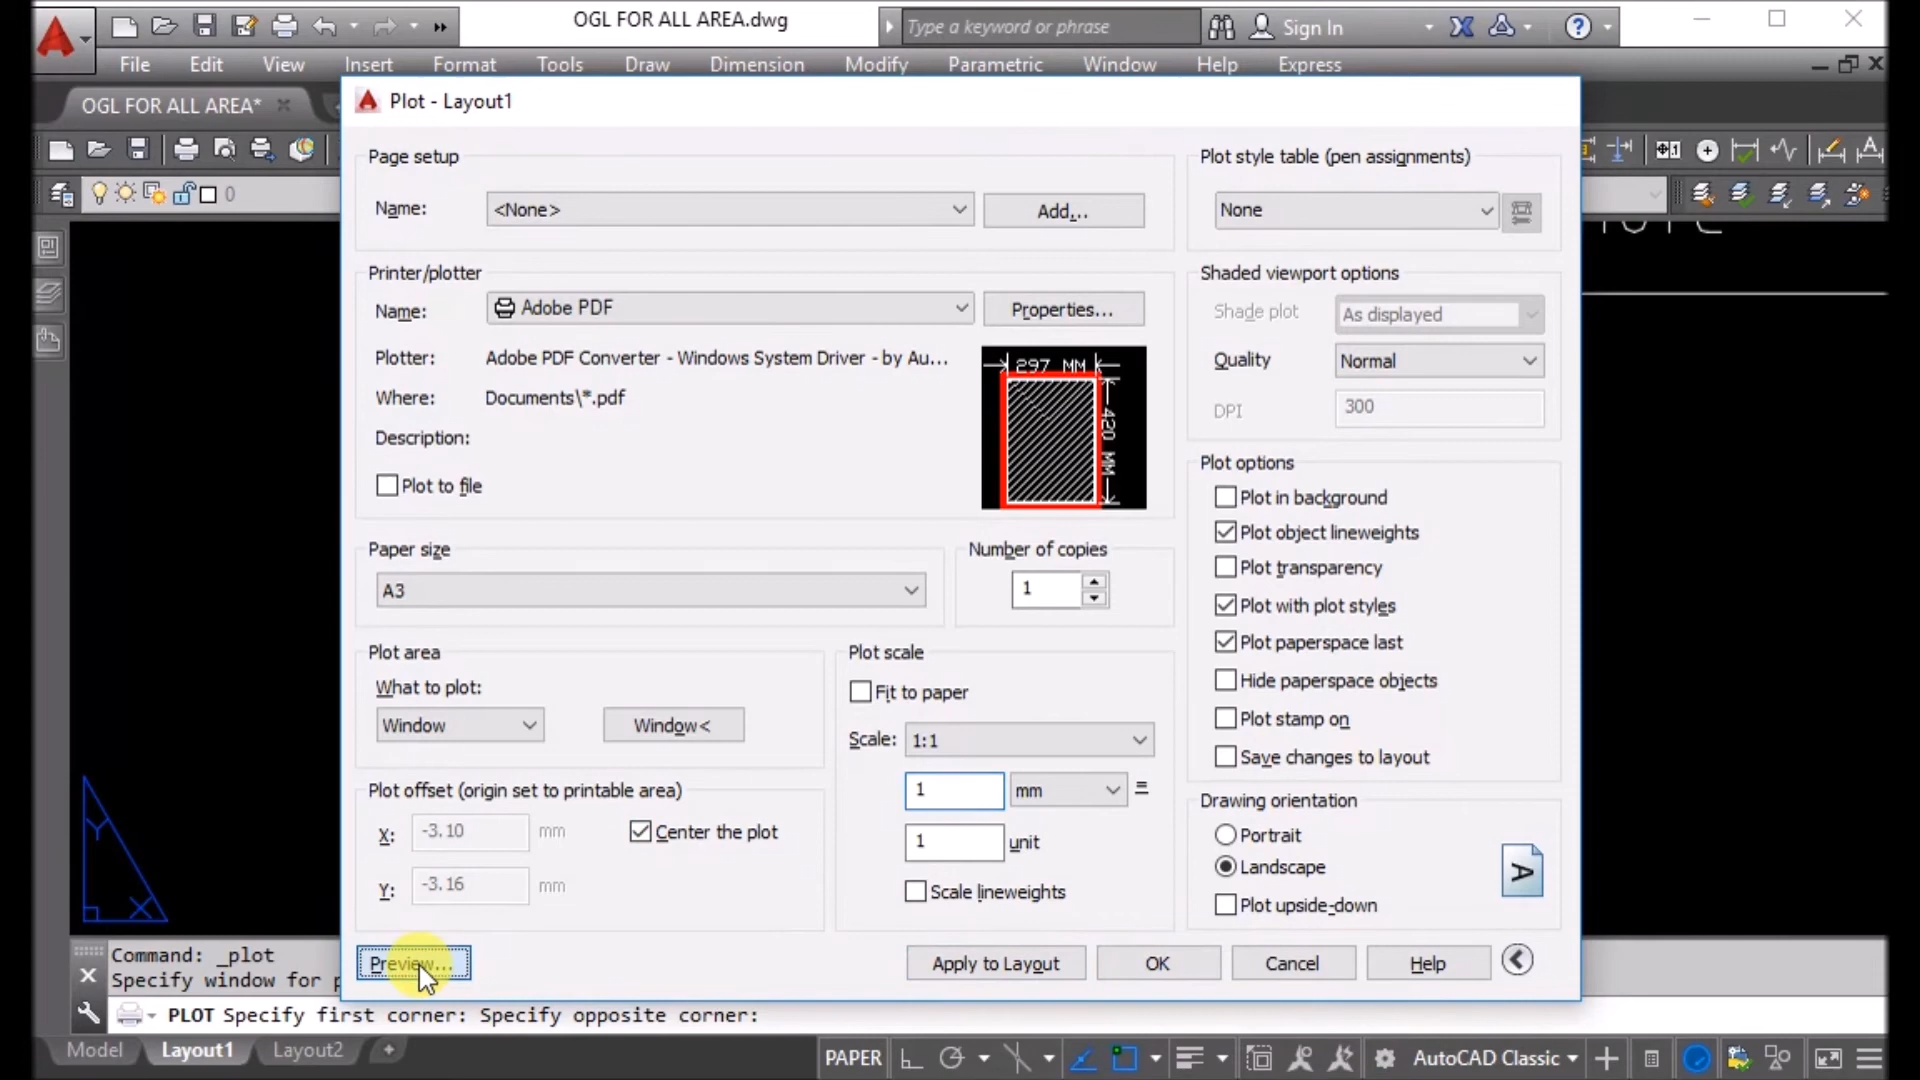 OGL FOR ALL AREA.dwg
Type a keyword or phrase
Sign In
File Edit View Insert Format Tools Draw Dimension Modify Parametric Window Help Express
OGL FOR ALL AREA*
Plot - Layout1
0
Page setup
Name: <None> Add...
Plot style table (pen assignments)
None
Printer/plotter
Name: Adobe PDF Properties...
Plotter: Adobe PDF Converter - Windows System Driver - by Au...
Where: Documents\*.pdf
Description:
Plot to file
297 MM
420 MM
Shaded viewport options
Shade plot As displayed
Quality Normal
DPI 300
Paper size
A3
Number of copies
1
Plot options
Plot in background
Plot object lineweights
Plot transparency
Plot with plot styles
Plot paperspace last
Hide paperspace objects
Plot stamp on
Save changes to layout
Plot area
What to plot:
Window Window<
Plot scale
Fit to paper
Scale: 1:1
1 mm =
1 unit
Scale lineweights
Plot offset (origin set to printable area)
X: -3.10 mm Center the plot
Y: -3.16 mm
Drawing orientation
Portrait
Landscape
Plot upside-down
A
Preview... Apply to Layout OK Cancel Help
Y
X
Command: _plot
Specify window for
PLOT Specify first corner: Specify opposite corner:
Model Layout1 Layout2 +
PAPER AutoCAD Classic